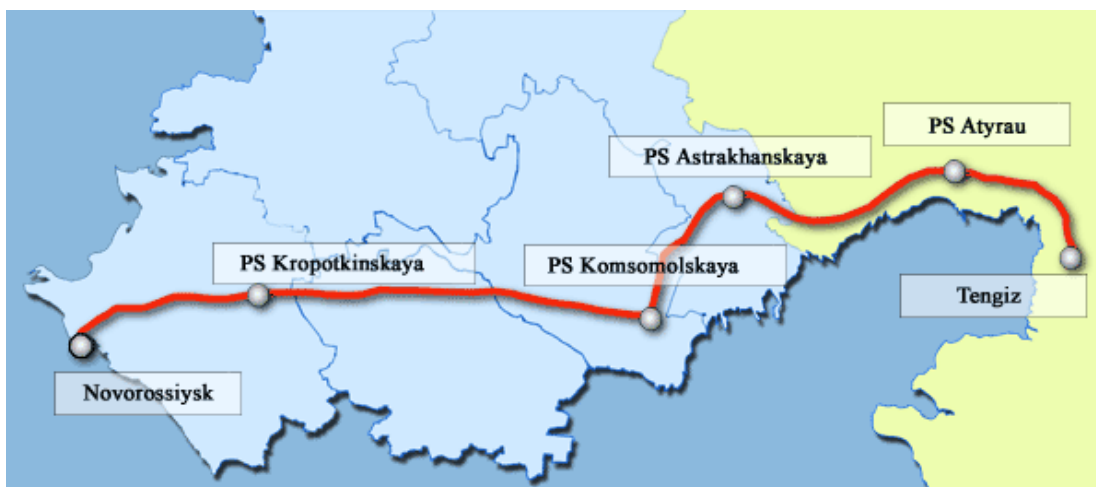 PS Atyrau
PS Astrakhanskaya
PS Kropotkinskaya
PS Komsomolskaya
Tengiz
Novorossiysk